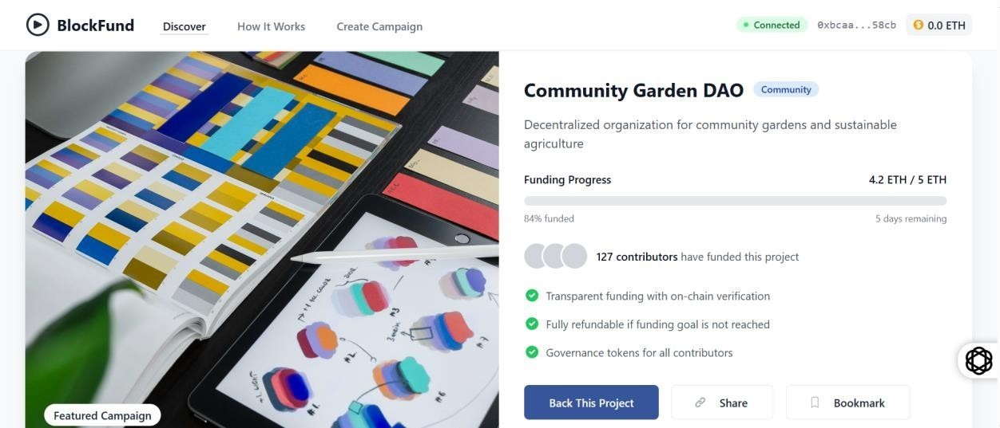 BlockFund
Discover
How It Works
Create Campaign
Connected
0xbcaa...58cb
0.0 ETH
Community Garden DAO
Community
Decentralized organization for community gardens and sustainable
agriculture
Funding Progress
4.2 ETH / 5 ETH
84% funded
5 days remaining
127 contributors have funded this project
Transparent funding with on-chain verification
Fully refundable if funding goal is not reached
Governance tokens for all contributors
Back This Project
Share
Bookmark
Featured Campaign